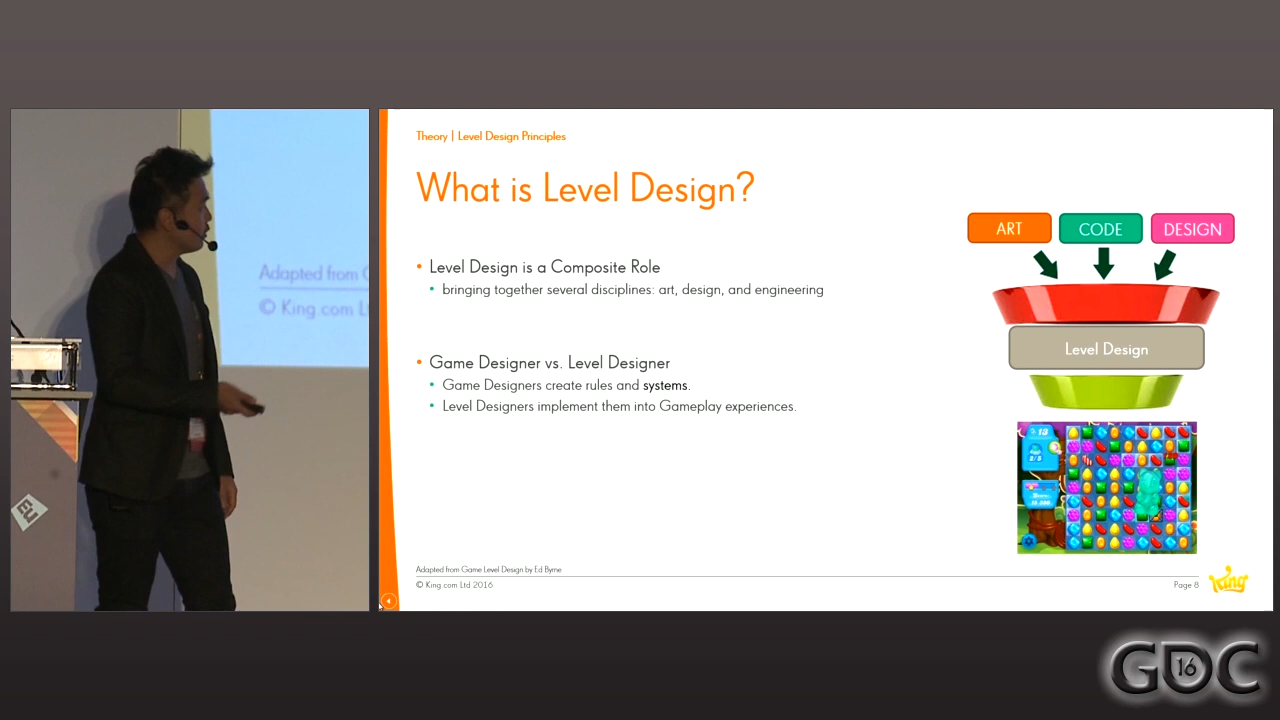 Adapted from
© King.com Lt
Theory | Level Design Principles
What is Level Design?
• Level Design is a Composite Role
• bringing together several disciplines: art, design, and engineering
• Game Designer vs. Level Designer
• Game Designers create rules and systems.
• Level Designers implement them into Gameplay experiences.
ART CODE DESIGN
Level Design
13
2/3
Adapted from Game Level Design by Ed Byrne
© King.com Ltd 2016
Page 8
King
GDC
16